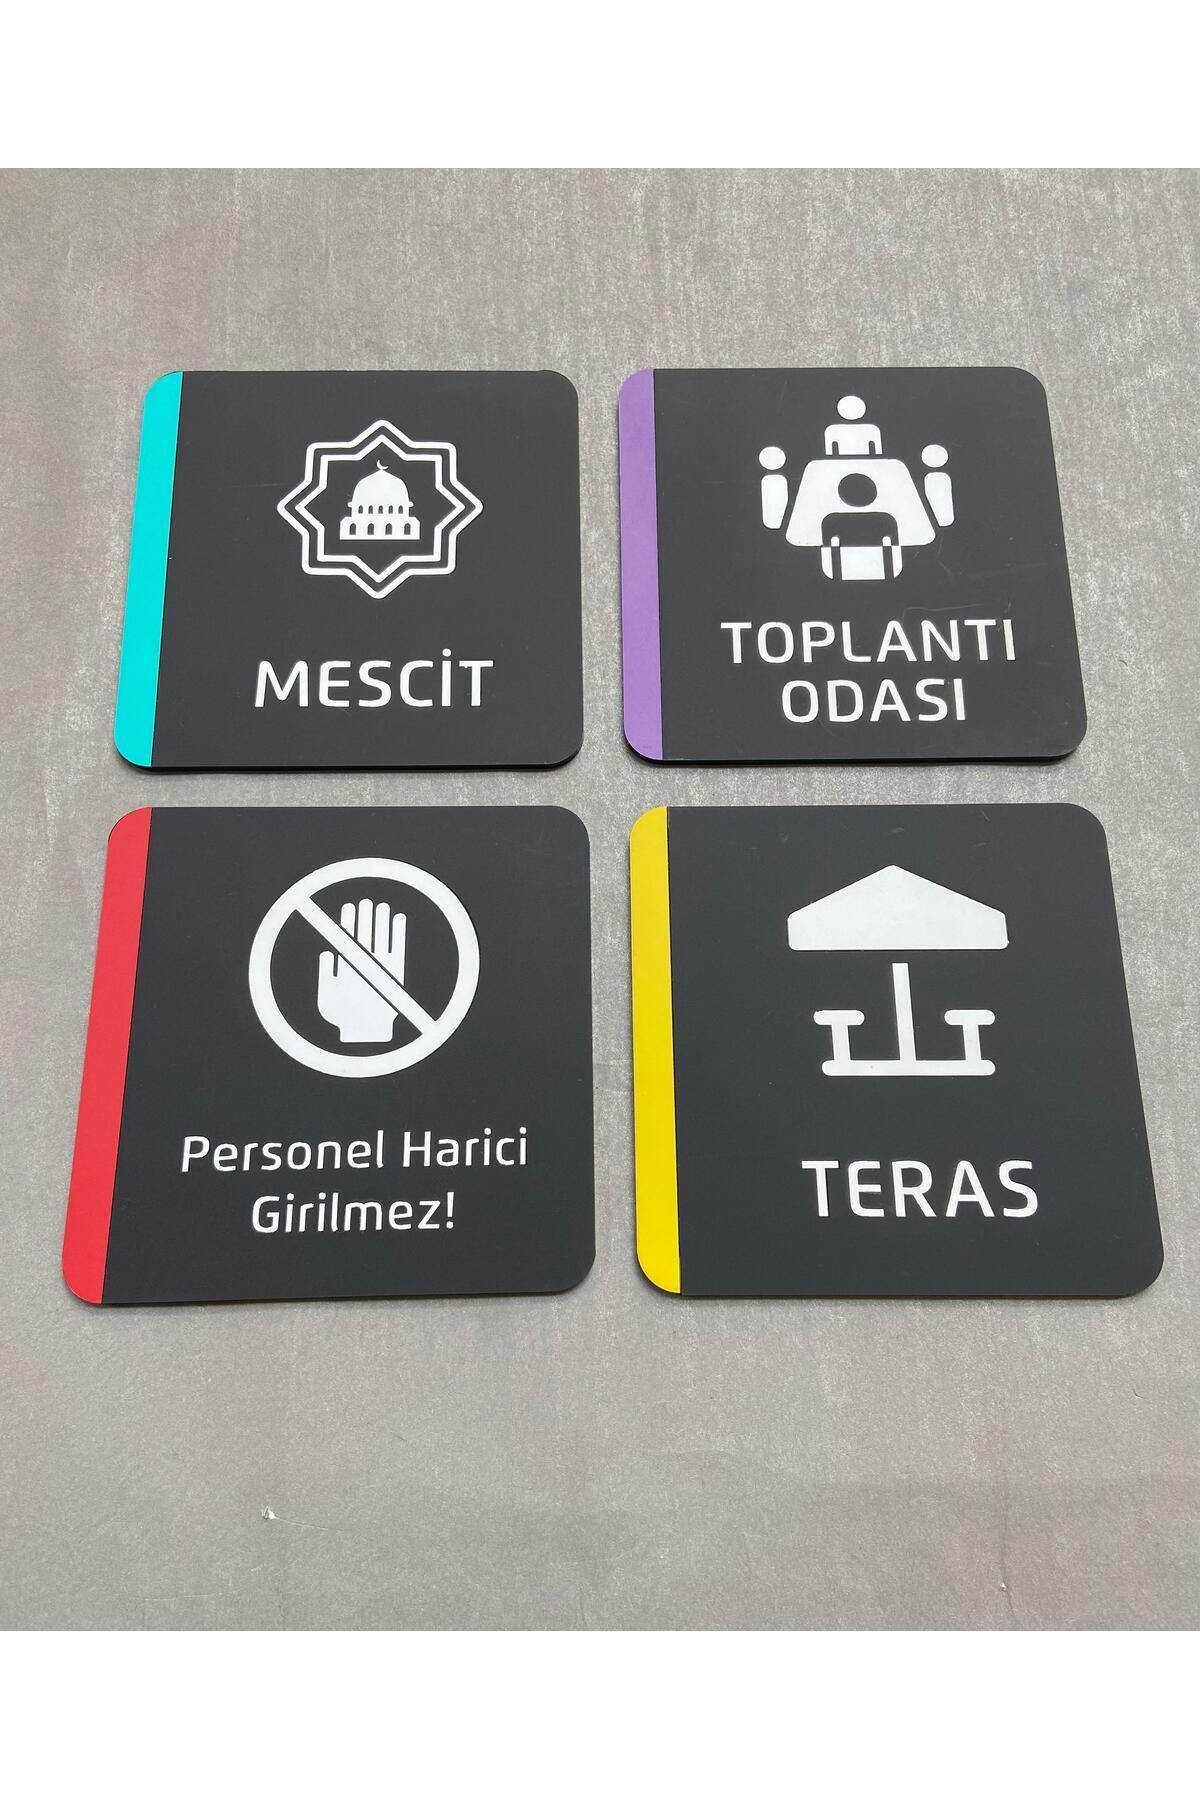 MESCİT
TOPLANTI
ODASI
Personel Harici
Girilmez!
TERAS